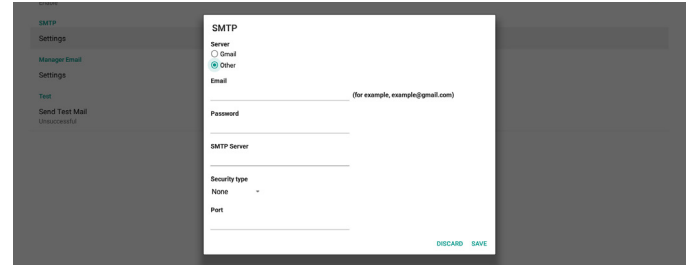 Enable
SMTP
Settings
Manager Email
Settings
Test
Send Test Mail
Unsuccessful
SMTP
Server
Gmail
Other
Email
(for example, example@gmail.com)
Password
SMTP Server
Security type
None
Port
DISCARD SAVE